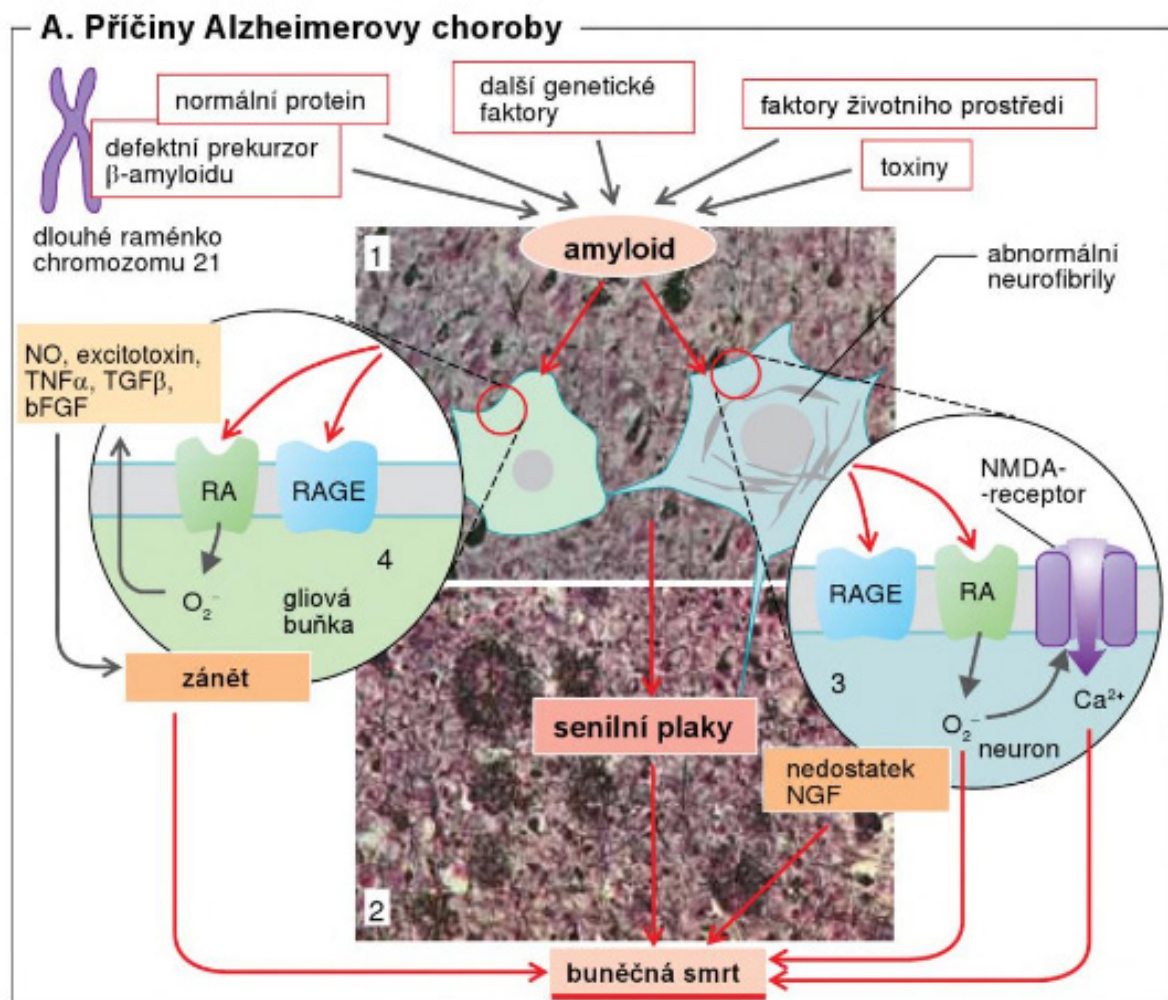 A. Příčiny Alzheimerovy choroby
normální protein
defektní prekurzor
β-amyloidu
další genetické
faktory
faktory životního prostředi
toxiny
dlouhé raménko
chromozomu 21
1
amyloid
abnormální
neurofibrily
NO, excitotoxin,
TNFα, TGFβ,
bFGF
RA
RAGE
4
O₂⁻
gliová
buňka
zánět
NMDA-
-receptor
RAGE
RA
3
O₂⁻
Ca²⁺
neuron
senilní plaky
nedostatek
NGF
2
buněčná smrt